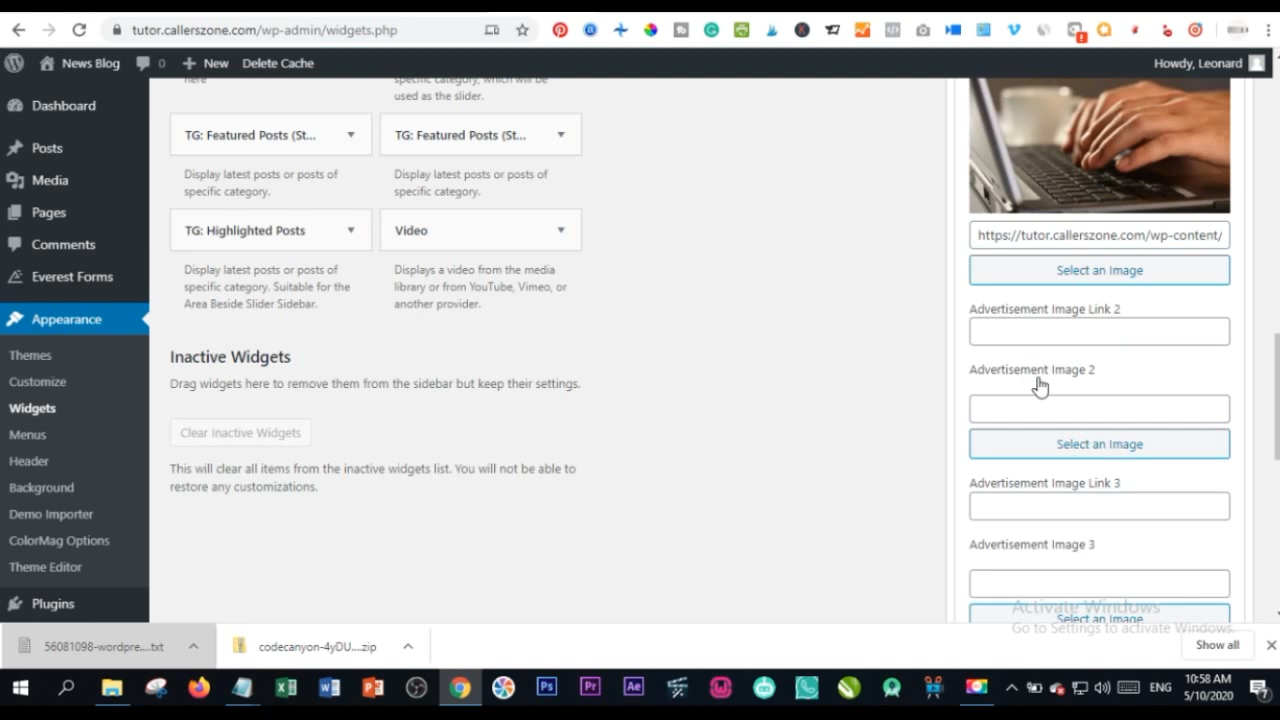 tutor.callerszone.com/wp-admin/widgets.php
News Blog
0
New
Delete Cache
Howdy, Leonard
Dashboard
Posts
Media
Pages
Comments
Everest Forms
Appearance
Themes
Customize
Widgets
Menus
Header
Background
Demo Importer
ColorMag Options
Theme Editor
Plugins
here
specific category, which will be
used as the slider.
TG: Featured Posts (St...
TG: Featured Posts (St...
Display latest posts or posts of
specific category.
Display latest posts or posts of
specific category.
TG: Highlighted Posts
Video
Display latest posts or posts of
specific category. Suitable for the
Area Beside Slider Sidebar.
Displays a video from the media
library or from YouTube, Vimeo, or
another provider.
Inactive Widgets
Drag widgets here to remove them from the sidebar but keep their settings.
Clear Inactive Widgets
This will clear all items from the inactive widgets list. You will not be able to
restore any customizations.
https://tutor.callerszone.com/wp-content/
Select an Image
Advertisement Image Link 2
Advertisement Image 2
Select an Image
Advertisement Image Link 3
Advertisement Image 3
Select an Image
Activate Windows
Go to Settings to activate Windows.
56081098-wordpre....txt
codecanyon-4yDU....zip
Show all
Ps
Pr
Ae
ENG
10:58 AM
5/10/2020
7